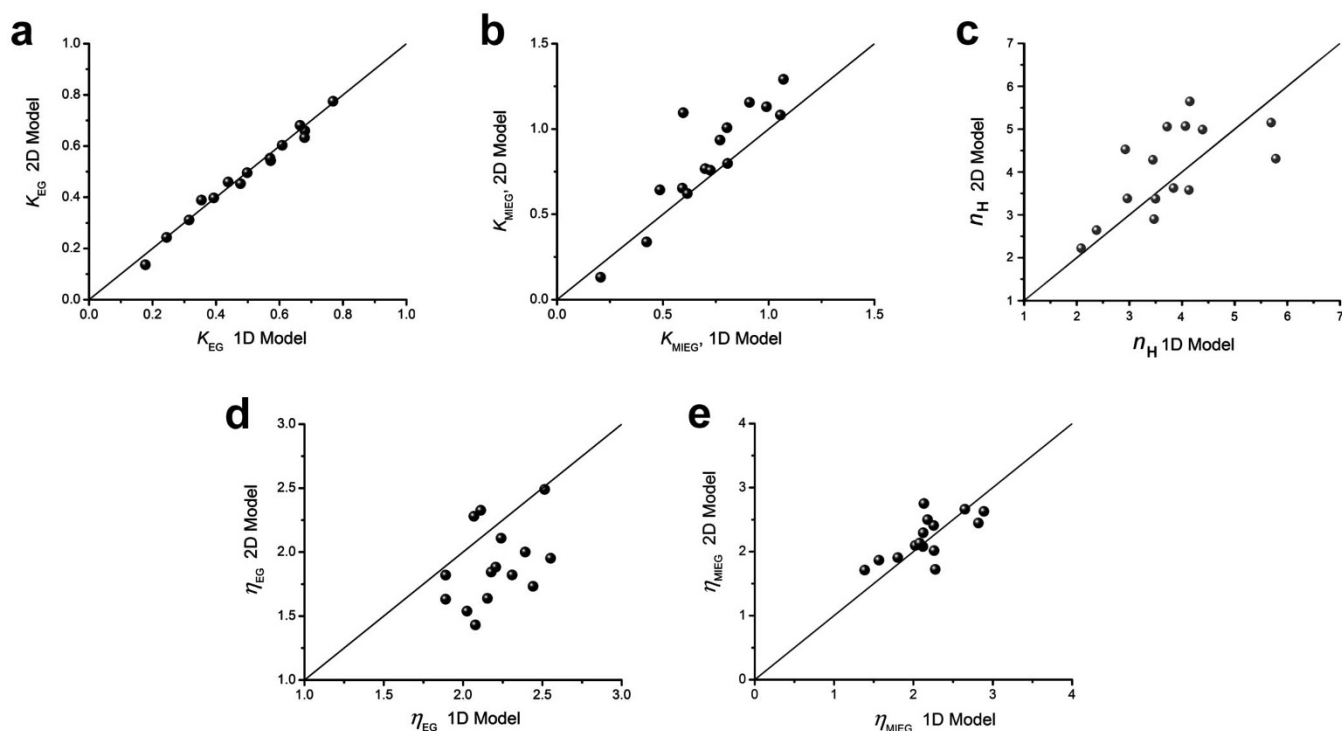 a
1.0
0.8
0.6
0.4
0.2
0.0
K_EG 2D Model
0.0 0.2 0.4 0.6 0.8 1.0
K_EG 1D Model
b
1.5
1.0
0.5
0.0
K_MIEG, 2D Model
0.0 0.5 1.0 1.5
K_MIEG, 1D Model
c
7
6
5
4
3
2
1
n_H 2D Model
1 2 3 4 5 6 7
n_H 1D Model
d
3.0
2.5
2.0
1.5
1.0
η_EG 2D Model
1.0 1.5 2.0 2.5 3.0
η_EG 1D Model
e
4
3
2
1
0
η_MIEG 2D Model
0 1 2 3 4
η_MIEG 1D Model